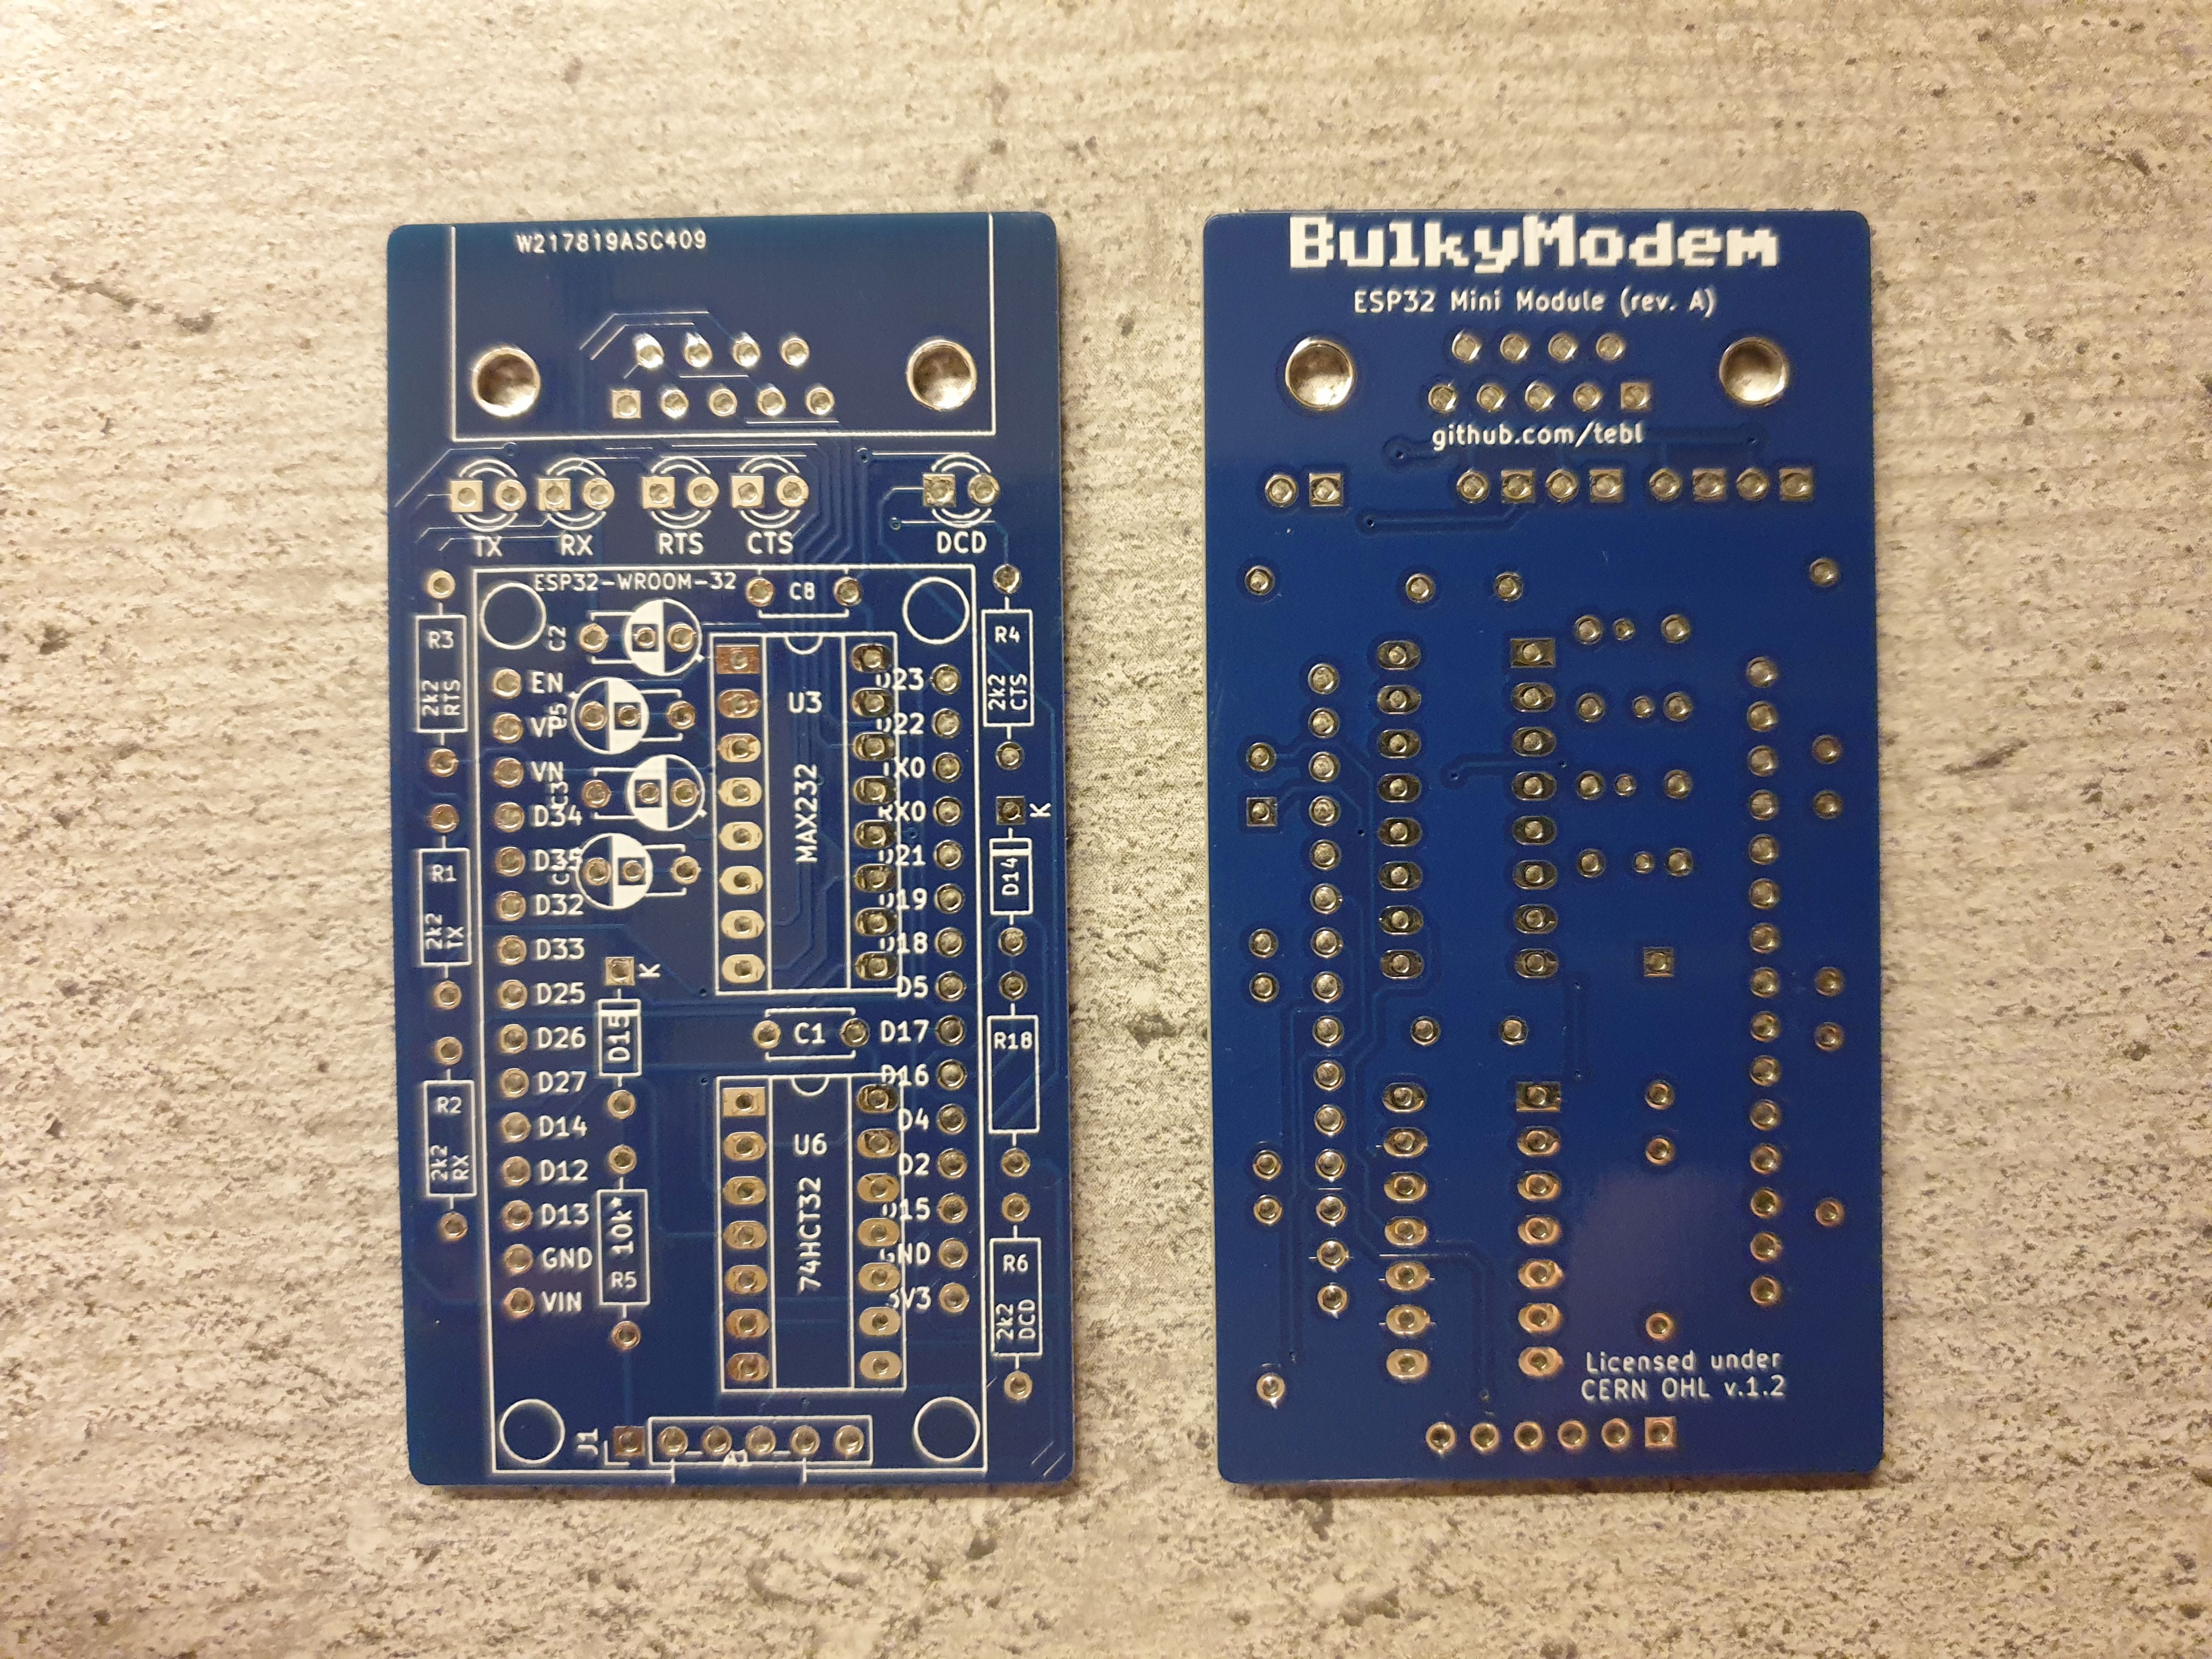 W217819ASC409
TX
RX
RTS
CTS
DCD
ESP32-WROOM-32
C8
R3
2k2
RTS
C2
R4
2k2
CTS
EN
VP
VN
D34
D35
D32
D33
D25
D26
D27
D14
D12
D13
GND
VIN
U3
MAX232
D23
D22
TX0
RX0
D21
D19
D18
D5
D17
D16
D4
D2
D15
GND
3V3
K
D14
R1
2k2
TX
K
D15
C1
R18
R2
2k2
RX
U6
74HCT32
10k*
R5
R6
2k2
DCD
J1
A1
BulkyModem
ESP32 Mini Module (rev. A)
github.com/tebl
Licensed under
CERN OHL v.1.2